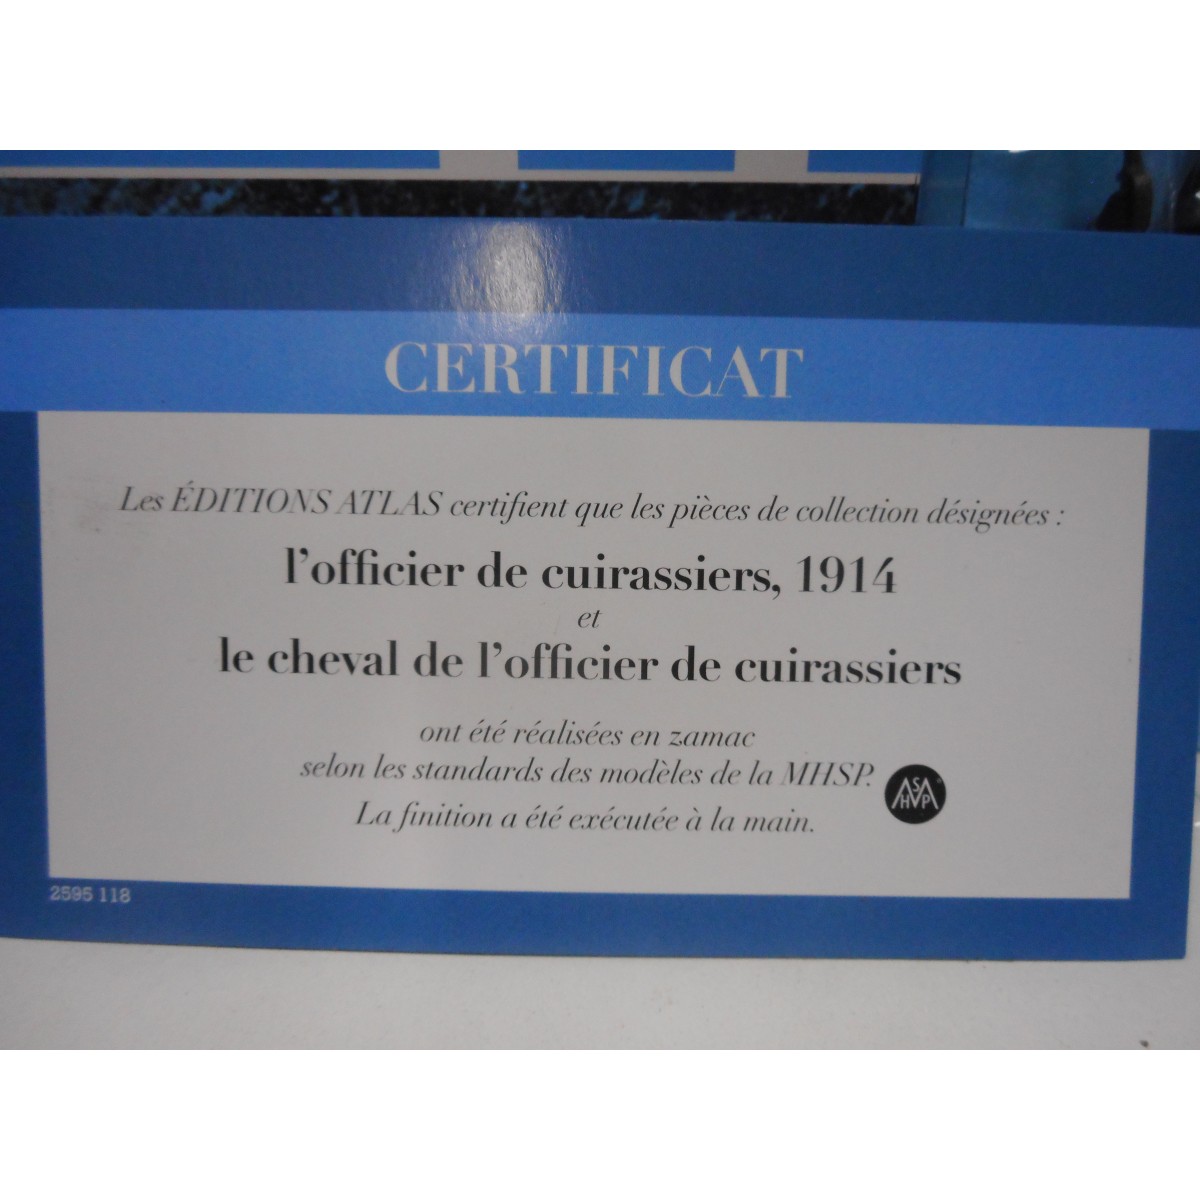 CERTIFICAT
Les ÉDITIONS ATLAS certifient que les pièces de collection désignées :
l'officier de cuirassiers, 1914
et
le cheval de l'officier de cuirassiers
ont été réalisées en zamac
selon les standards des modèles de la MHSP.
La finition a été exécutée à la main.
MHSP
2595 118